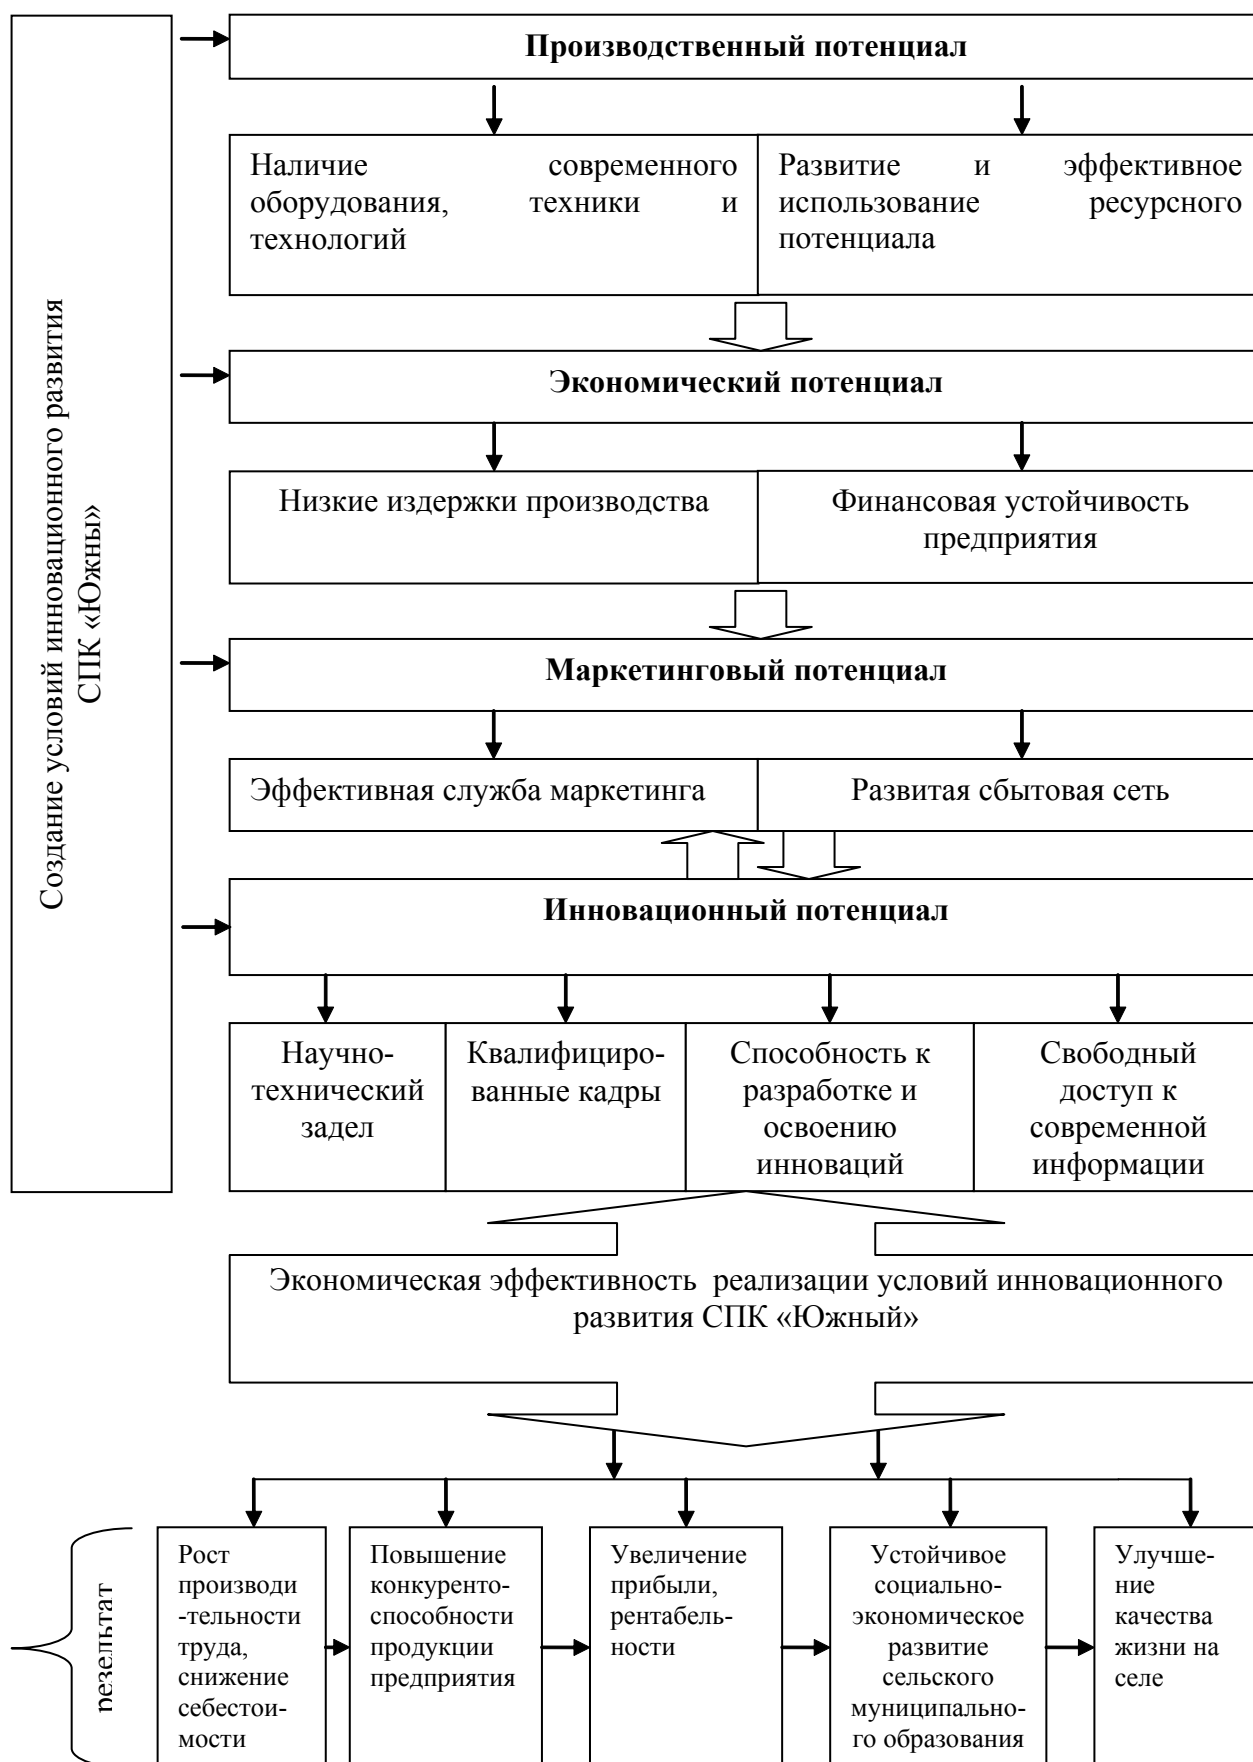 Создание условий инновационного развития
СПК «Южны»
Производственный потенциал
Наличие современного
оборудования, техники и
технологий
Развитие и эффективное
использование ресурсного
потенциала
Экономический потенциал
Низкие издержки производства
Финансовая устойчивость
предприятия
Маркетинговый потенциал
Эффективная служба маркетинга
Развитая сбытовая сеть
Инновационный потенциал
Научно-
технический
задел
Квалифициро-
ванные кадры
Способность к
разработке и
освоению
инноваций
Свободный
доступ к
современной
информации
Экономическая эффективность реализации условий инновационного
развития СПК «Южный»
резельтат
Рост
производи
-тельности
труда,
снижение
себестои-
мости
Повышение
конкуренто-
способности
продукции
предприятия
Увеличение
прибыли,
рентабель-
ности
Устойчивое
социально-
экономическое
развитие
сельского
муниципально-
го образования
Улучше-
ние
качества
жизни на
селе